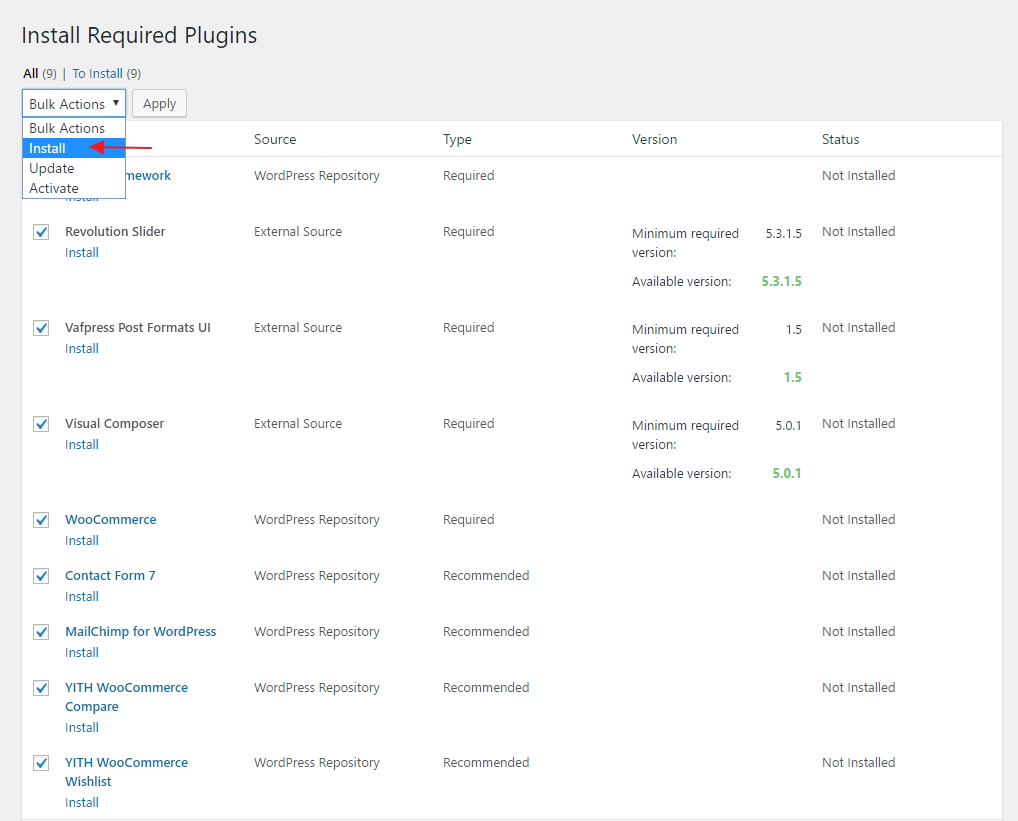 Install Required Plugins
All (9) | To Install (9)
Bulk Actions ▼ Apply
Bulk Actions
Install
Update
Activate
Source Type Version Status
mework WordPress Repository Required Not Installed
Install
Revolution Slider External Source Required Minimum required version: 5.3.1.5 Not Installed
Install
Available version: 5.3.1.5
Vafpress Post Formats UI External Source Required Minimum required version: 1.5 Not Installed
Install
Available version: 1.5
Visual Composer External Source Required Minimum required version: 5.0.1 Not Installed
Install
Available version: 5.0.1
WooCommerce WordPress Repository Required Not Installed
Install
Contact Form 7 WordPress Repository Recommended Not Installed
Install
MailChimp for WordPress WordPress Repository Recommended Not Installed
Install
YITH WooCommerce Compare WordPress Repository Recommended Not Installed
Install
YITH WooCommerce Wishlist WordPress Repository Recommended Not Installed
Install